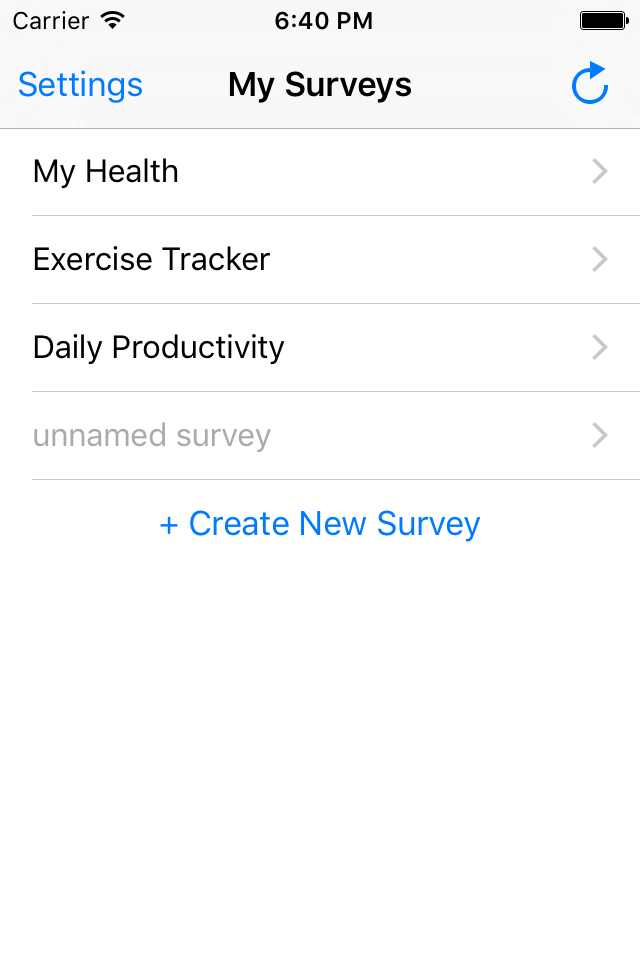 Carrier 6:40 PM
Settings My Surveys
My Health
Exercise Tracker
Daily Productivity
unnamed survey
+ Create New Survey